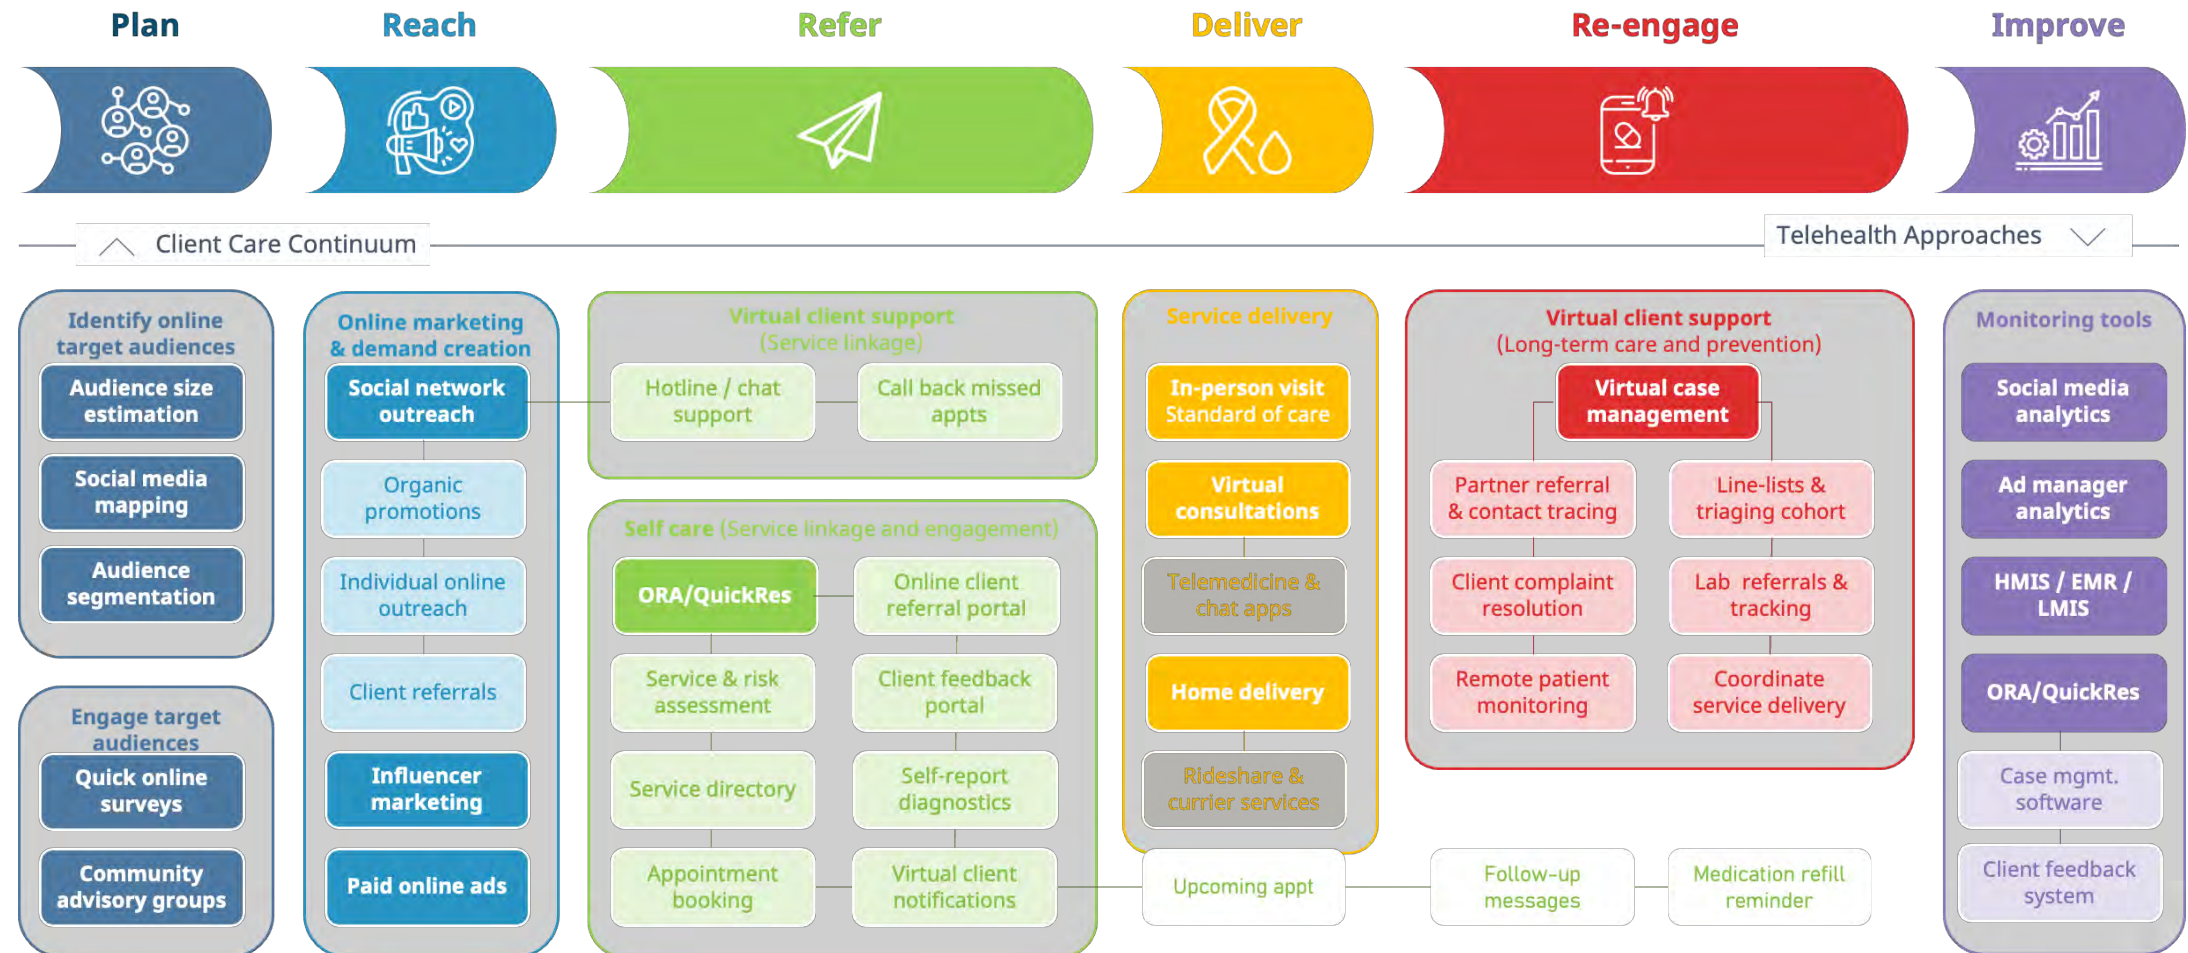 Plan
Reach
Refer
Deliver
Re-engage
Improve
Client Care Continuum
Telehealth Approaches
Identify online
target audiences
Audience size
estimation
Social media
mapping
Audience
segmentation
Engage target
audiences
Quick online
surveys
Community
advisory groups
Online marketing
& demand creation
Social network
outreach
Organic
promotions
Individual online
outreach
Client referrals
Influencer
marketing
Paid online ads
Virtual client support
(Service linkage)
Hotline / chat
support
Call back missed
appts
Self care (Service linkage and engagement)
ORA/QuickRes
Online client
referral portal
Service & risk
assessment
Client feedback
portal
Service directory
Self-report
diagnostics
Appointment
booking
Virtual client
notifications
Service delivery
In-person visit
Standard of care
Virtual
consultations
Telemedicine &
chat apps
Home delivery
Rideshare &
currier services
Upcoming appt
Virtual client support
(Long-term care and prevention)
Virtual case
management
Partner referral
& contact tracing
Line-lists &
triaging cohort
Client complaint
resolution
Lab referrals &
tracking
Remote patient
monitoring
Coordinate
service delivery
Follow-up
messages
Medication refill
reminder
Monitoring tools
Social media
analytics
Ad manager
analytics
HMIS / EMR /
LMIS
ORA/QuickRes
Case mgmt.
software
Client feedback
system